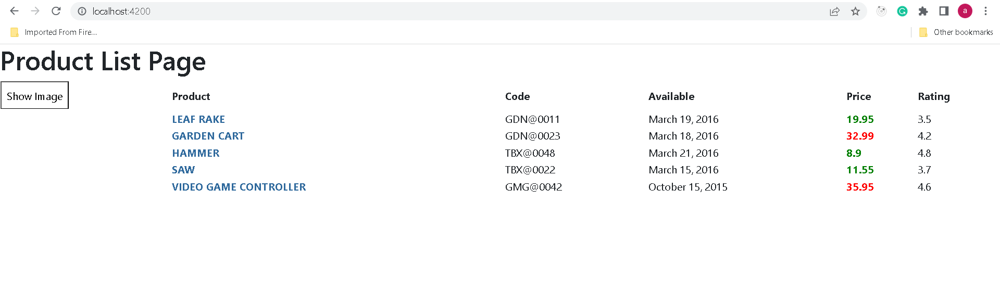 localhost:4200
a
Imported From Fire...
Other bookmarks
Product List Page
Show Image Product Code Available Price Rating
LEAF RAKE GDN@0011 March 19, 2016 19.95 3.5
GARDEN CART GDN@0023 March 18, 2016 32.99 4.2
HAMMER TBX@0048 March 21, 2016 8.9 4.8
SAW TBX@0022 March 15, 2016 11.55 3.7
VIDEO GAME CONTROLLER GMG@0042 October 15, 2015 35.95 4.6